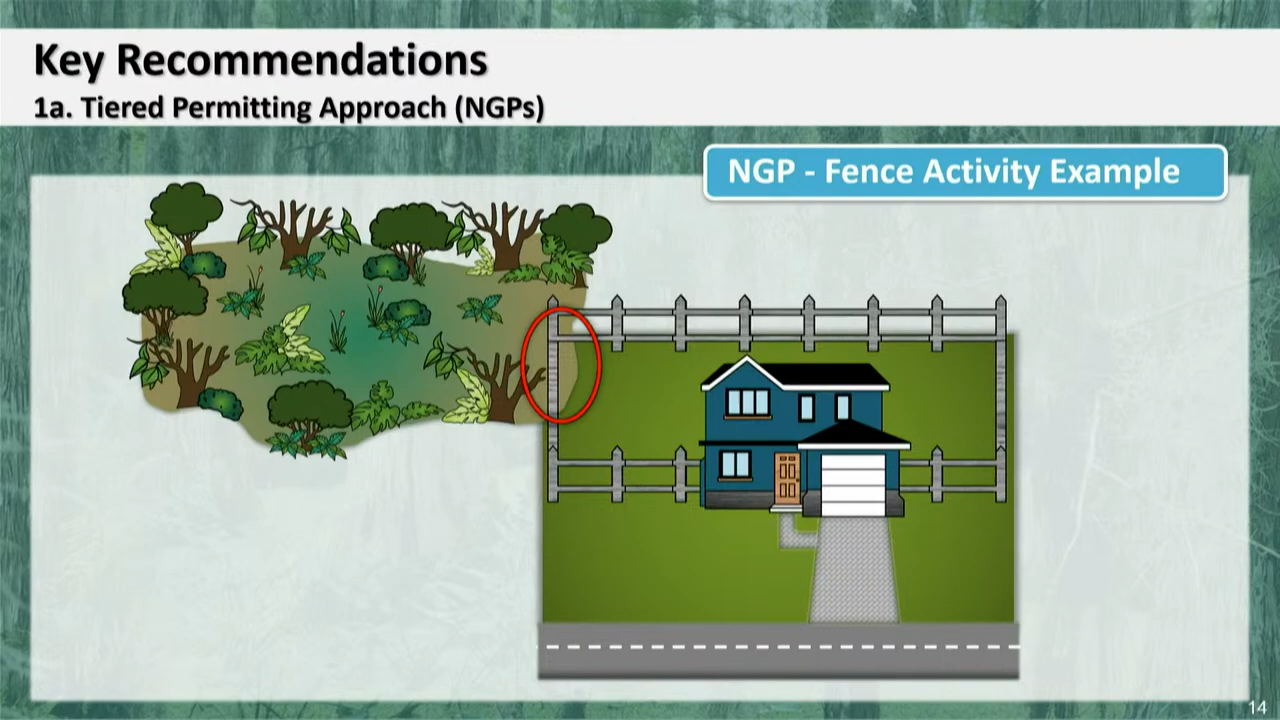 Key Recommendations
1a. Tiered Permitting Approach (NGPs)
NGP - Fence Activity Example
14